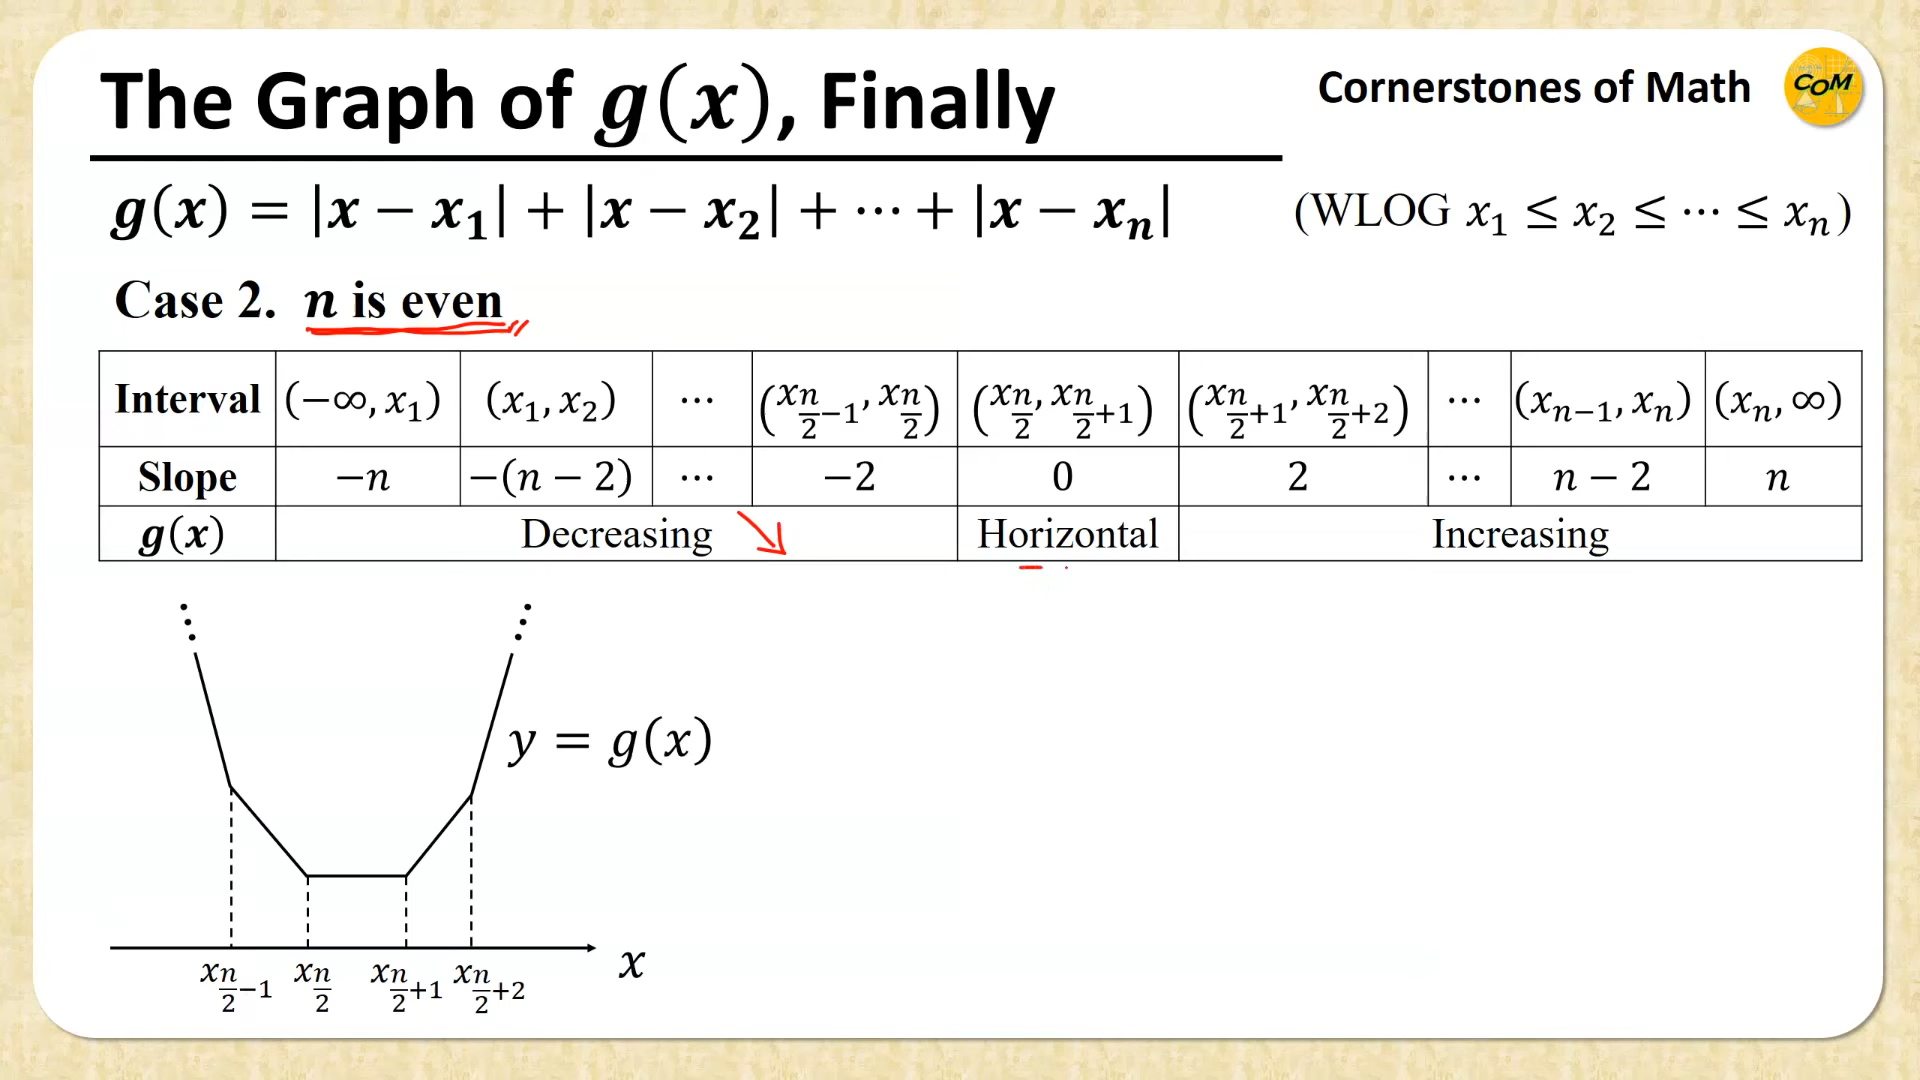 The Graph of g(x), Finally
Cornerstones of Math
COM
g(x) = |x − x₁| + |x − x₂| + ⋯ + |x − xₙ|
(WLOG x₁ ≤ x₂ ≤ ⋯ ≤ xₙ)
Case 2. n is even
Interval (−∞, x₁) (x₁, x₂) ⋯ (x_{n/2−1}, x_{n/2}) (x_{n/2}, x_{n/2+1}) (x_{n/2+1}, x_{n/2+2}) ⋯ (xₙ₋₁, xₙ) (xₙ, ∞)
Slope −n −(n − 2) ⋯ −2 0 2 ⋯ n − 2 n
g(x) Decreasing Horizontal Increasing
y = g(x)
x
x_{n/2−1} x_{n/2} x_{n/2+1} x_{n/2+2}